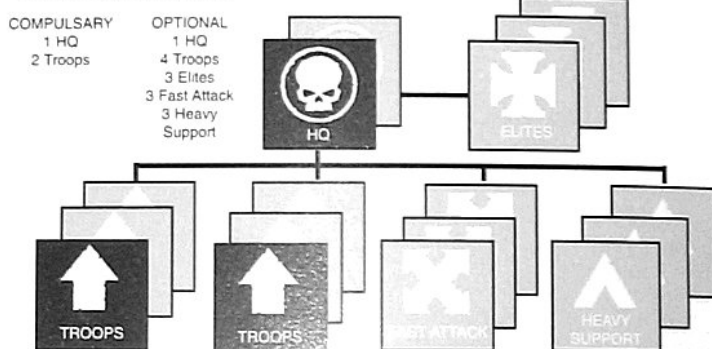 COMPULSARY
1 HQ
2 Troops
OPTIONAL
1 HQ
4 Troops
3 Elites
3 Fast Attack
3 Heavy
Support
HQ
ELITES
TROOPS
TROOPS
FAST ATTACK
HEAVY
SUPPORT